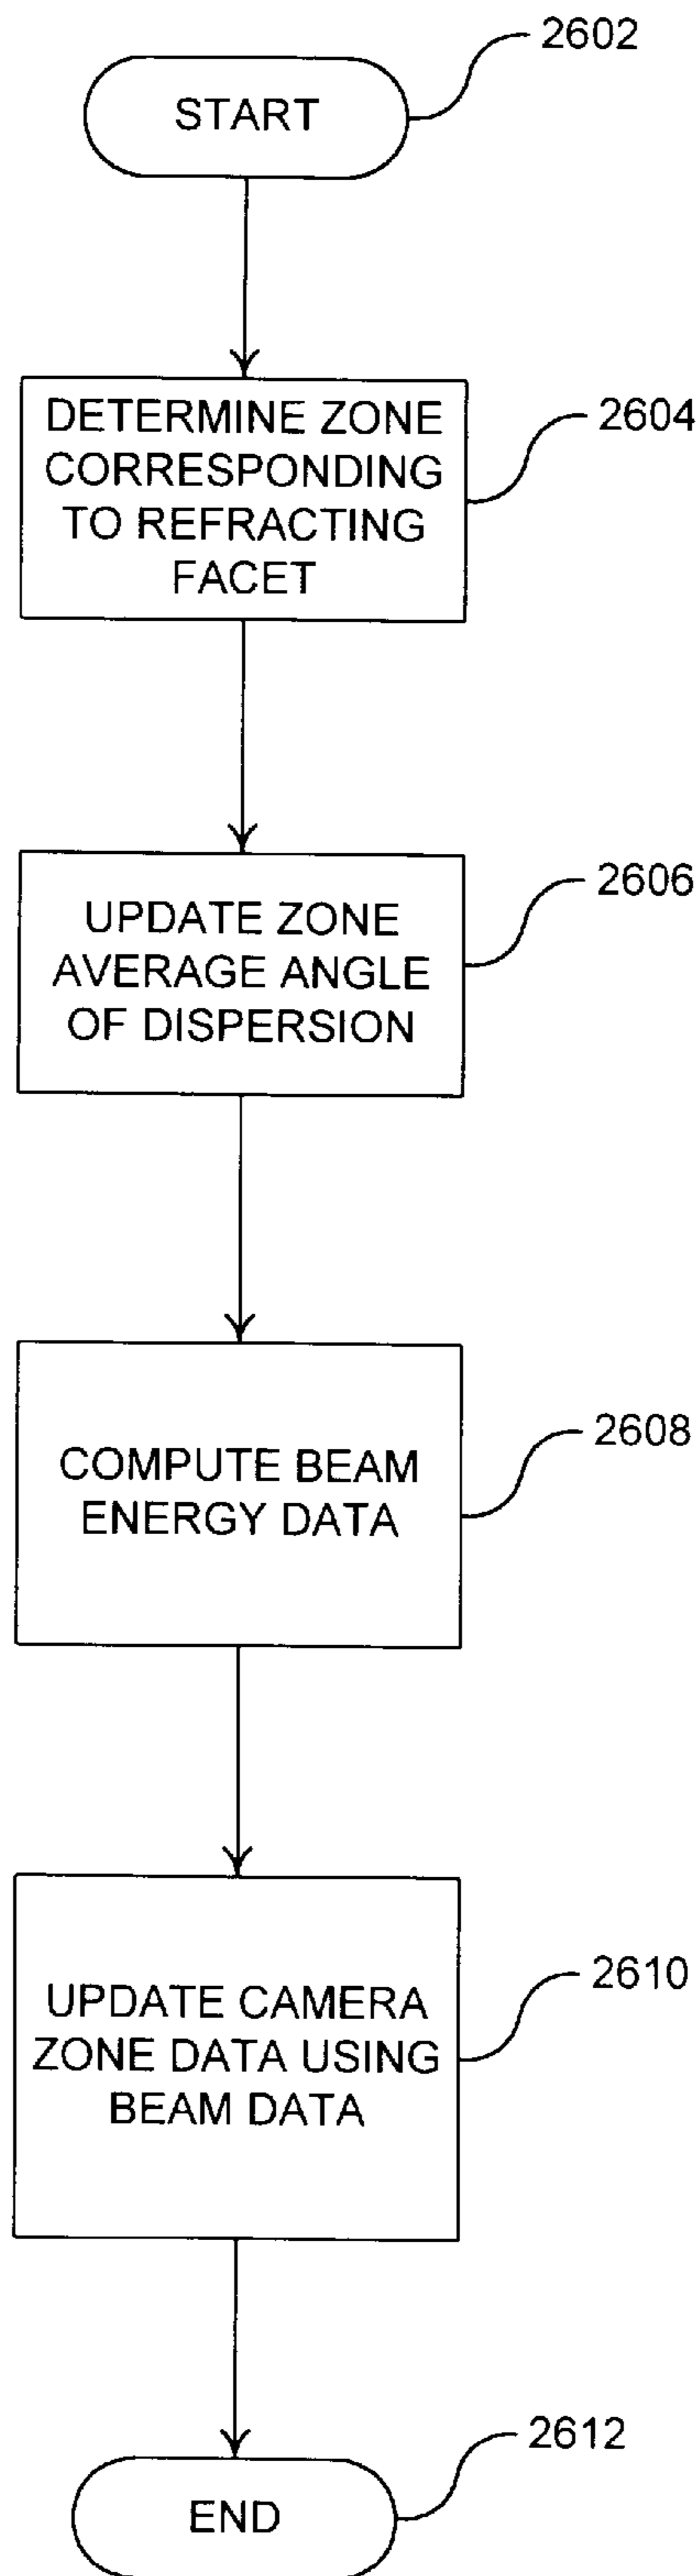 2602
START
DETERMINE ZONE
CORRESPONDING
TO REFRACTING
FACET
2604
UPDATE ZONE
AVERAGE ANGLE
OF DISPERSION
2606
COMPUTE BEAM
ENERGY DATA
2608
UPDATE CAMERA
ZONE DATA USING
BEAM DATA
2610
2612
END